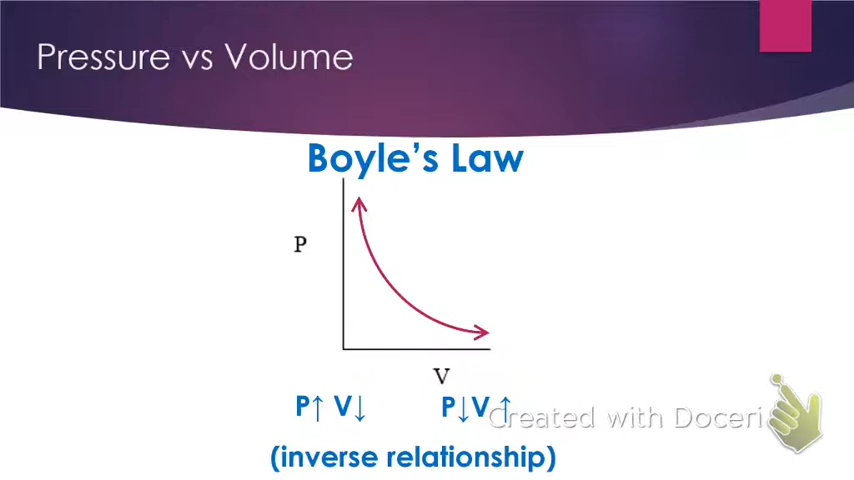 Pressure vs Volume
Boyle's Law
P
V
P↑ V↓ P↓V ↑
Created with Doceri
(inverse relationship)